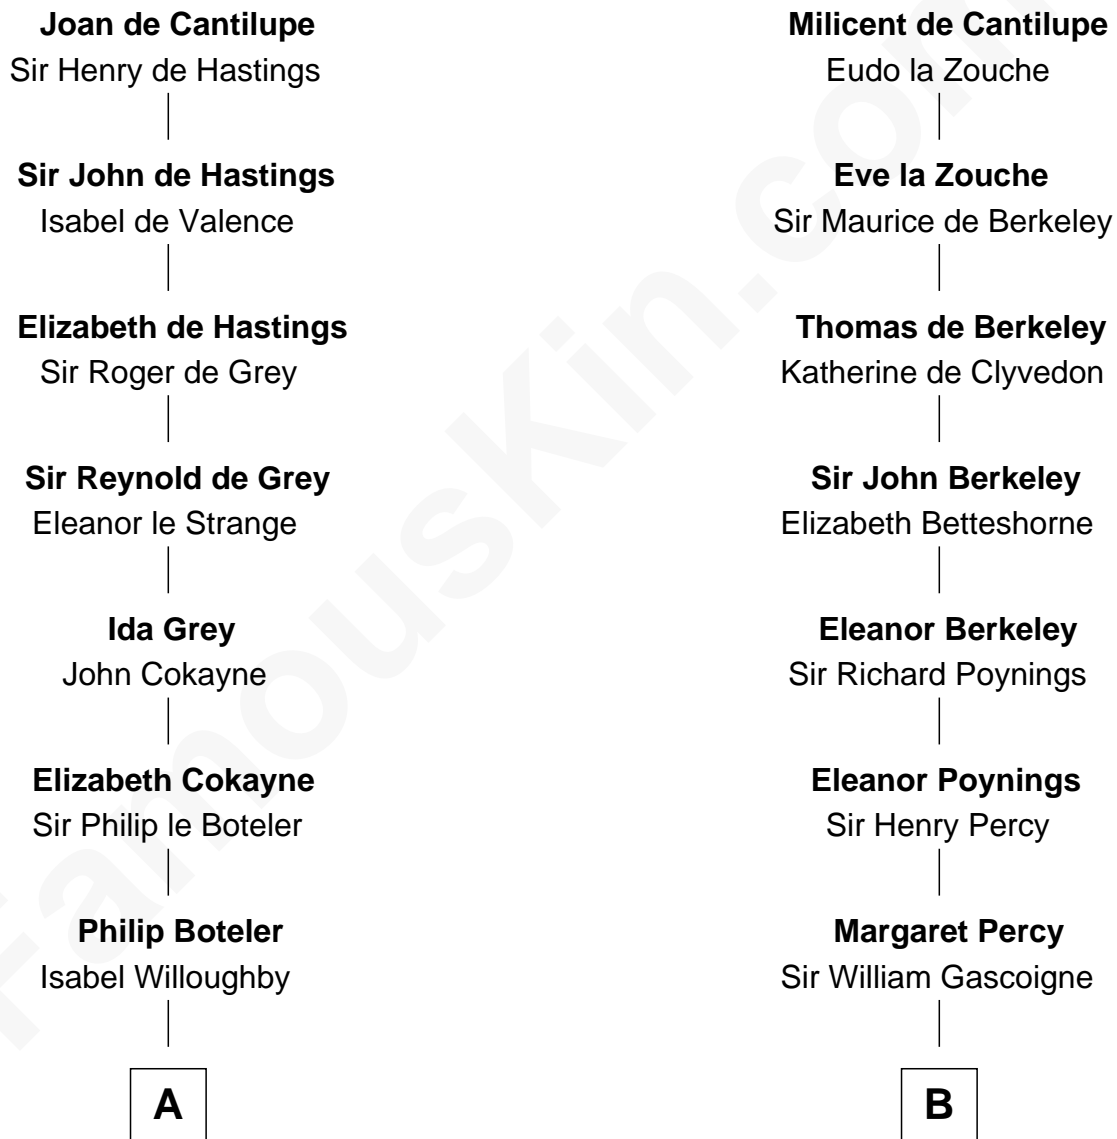 Joan de Cantilupe
Sir Henry de Hastings
Sir John de Hastings
Isabel de Valence
Elizabeth de Hastings
Sir Roger de Grey
Sir Reynold de Grey
Eleanor le Strange
Ida Grey
John Cokayne
Elizabeth Cokayne
Sir Philip le Boteler
Philip Boteler
Isabel Willoughby
A
Milicent de Cantilupe
Eudo la Zouche
Eve la Zouche
Sir Maurice de Berkeley
Thomas de Berkeley
Katherine de Clyvedon
Sir John Berkeley
Elizabeth Betteshorne
Eleanor Berkeley
Sir Richard Poynings
Eleanor Poynings
Sir Henry Percy
Margaret Percy
Sir William Gascoigne
B
FamousKin.com